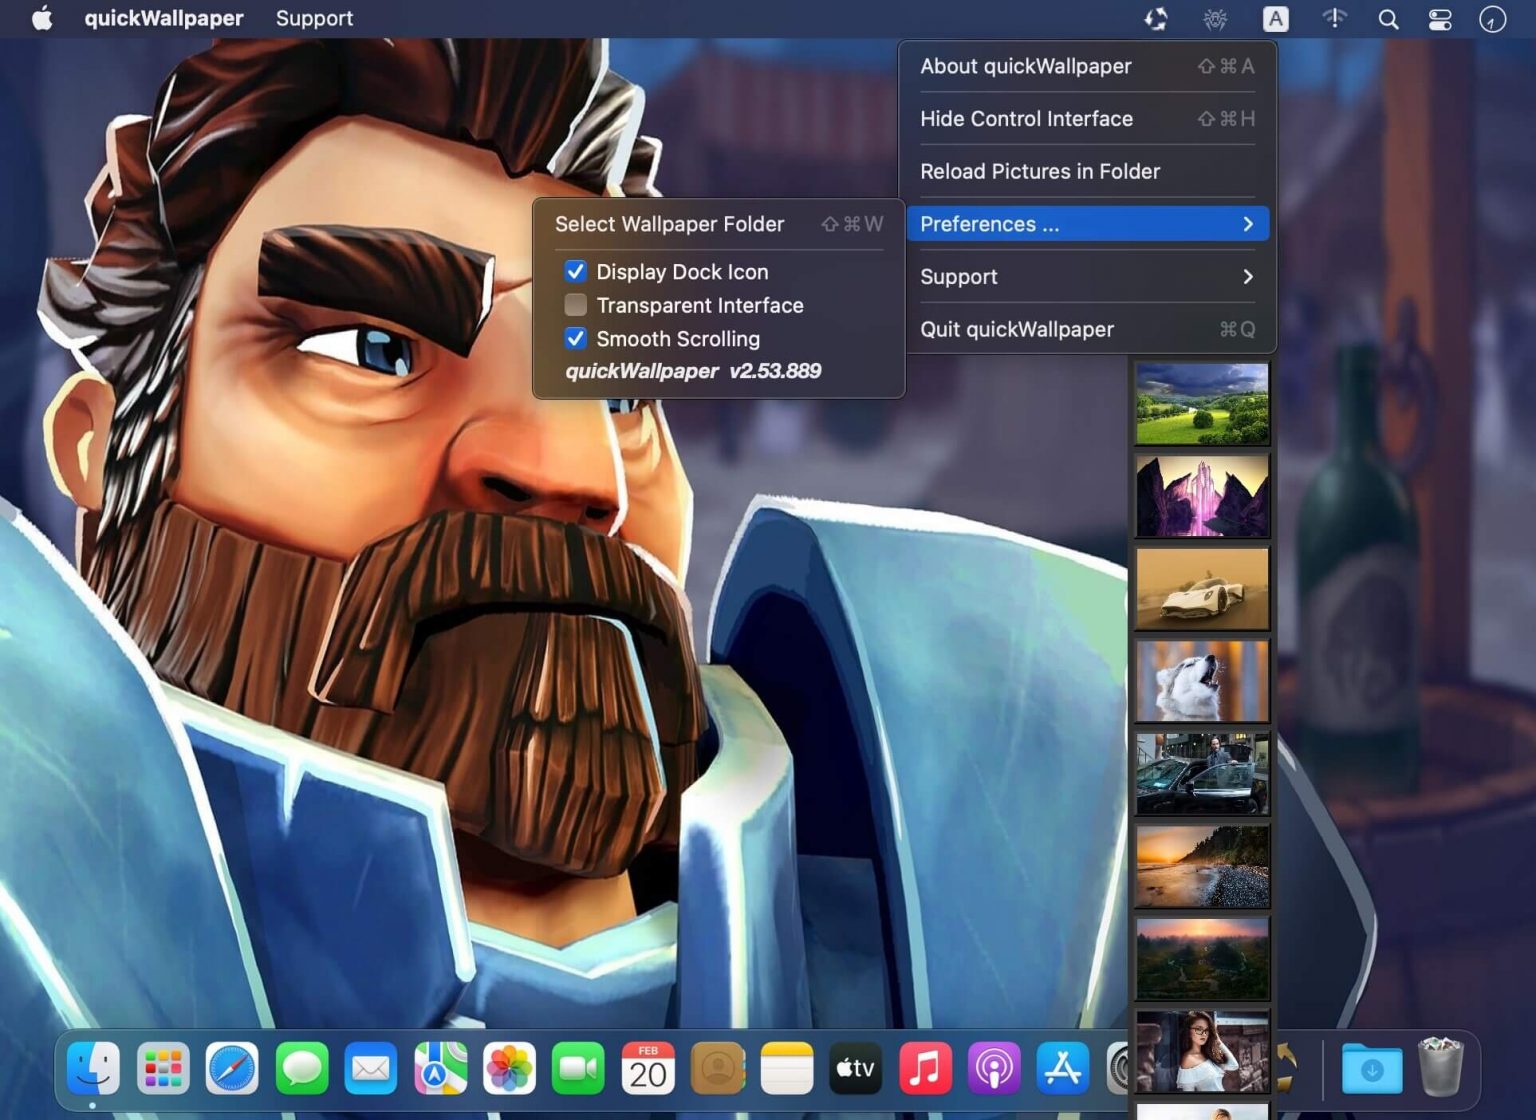 quickWallpaper Support
A
About quickWallpaper ⇧⌘A
Hide Control Interface ⇧⌘H
Reload Pictures in Folder
Preferences ...
Support
Quit quickWallpaper ⌘Q
Select Wallpaper Folder ⇧⌘W
Display Dock Icon
Transparent Interface
Smooth Scrolling
quickWallpaper v2.53.889
FEB
20
tv